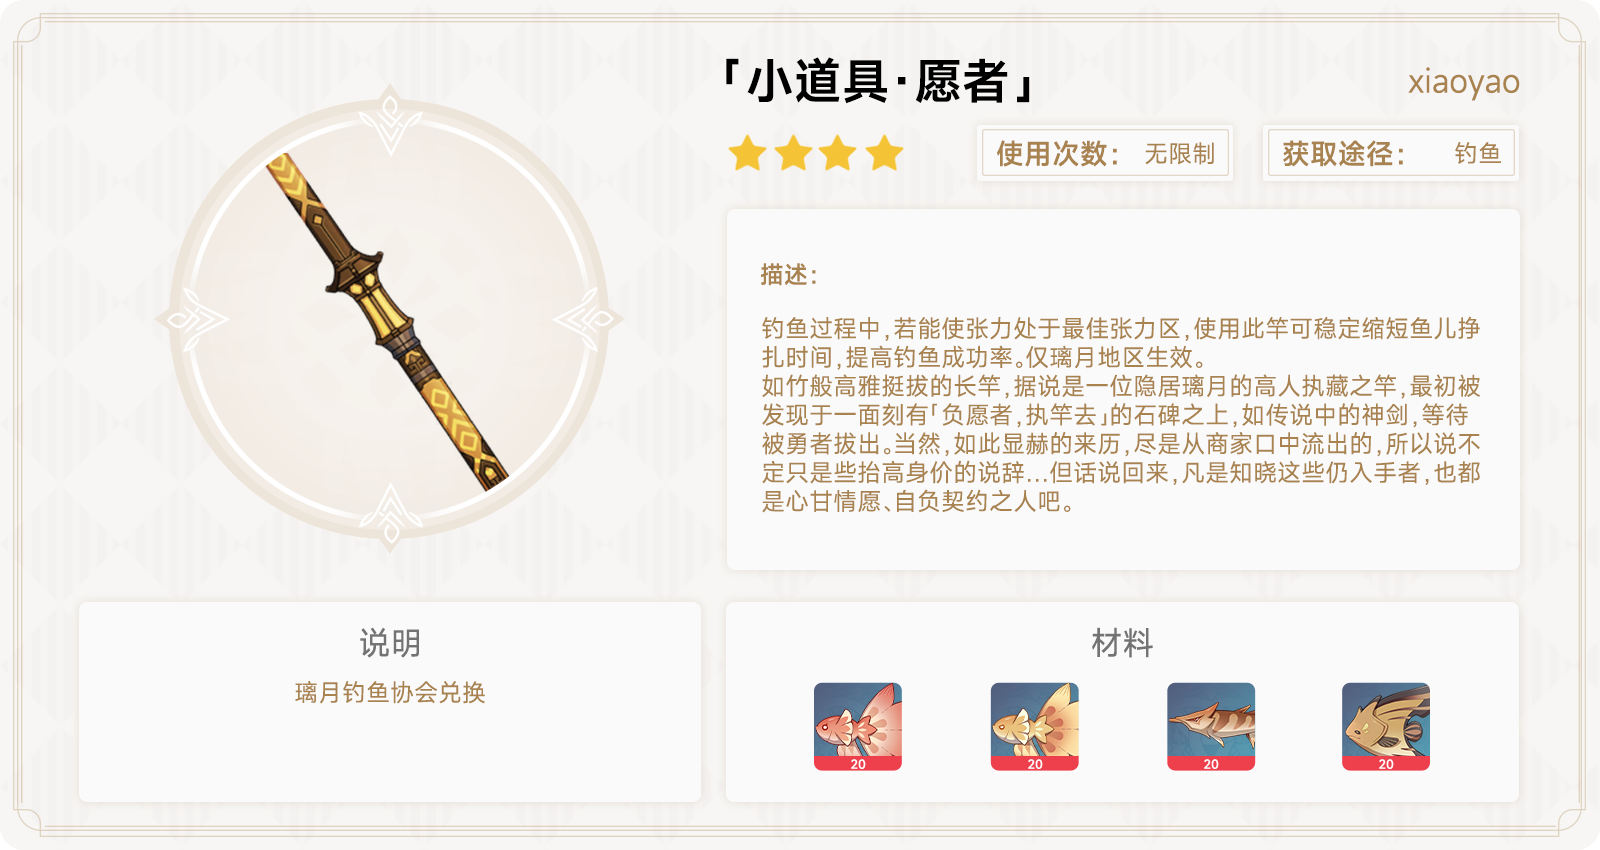 「小道具·愿者」
xiaoyao
使用次数： 无限制
获取途径： 钓鱼
描述：
钓鱼过程中，若能使张力处于最佳张力区，使用此竿可稳定缩短鱼儿挣
扎时间，提高钓鱼成功率。仅璃月地区生效。
如竹般高雅挺拔的长竿，据说是一位隐居璃月的高人执藏之竿，最初被
发现于一面刻有「负愿者，执竿去」的石碑之上，如传说中的神剑，等待
被勇者拔出。当然，如此显赫的来历，尽是从商家口中流出的，所以说不
定只是些抬高身价的说辞…但话说回来，凡是知晓这些仍入手者，也都
是心甘情愿、自负契约之人吧。
说明
璃月钓鱼协会兑换
材料
20
20
20
20